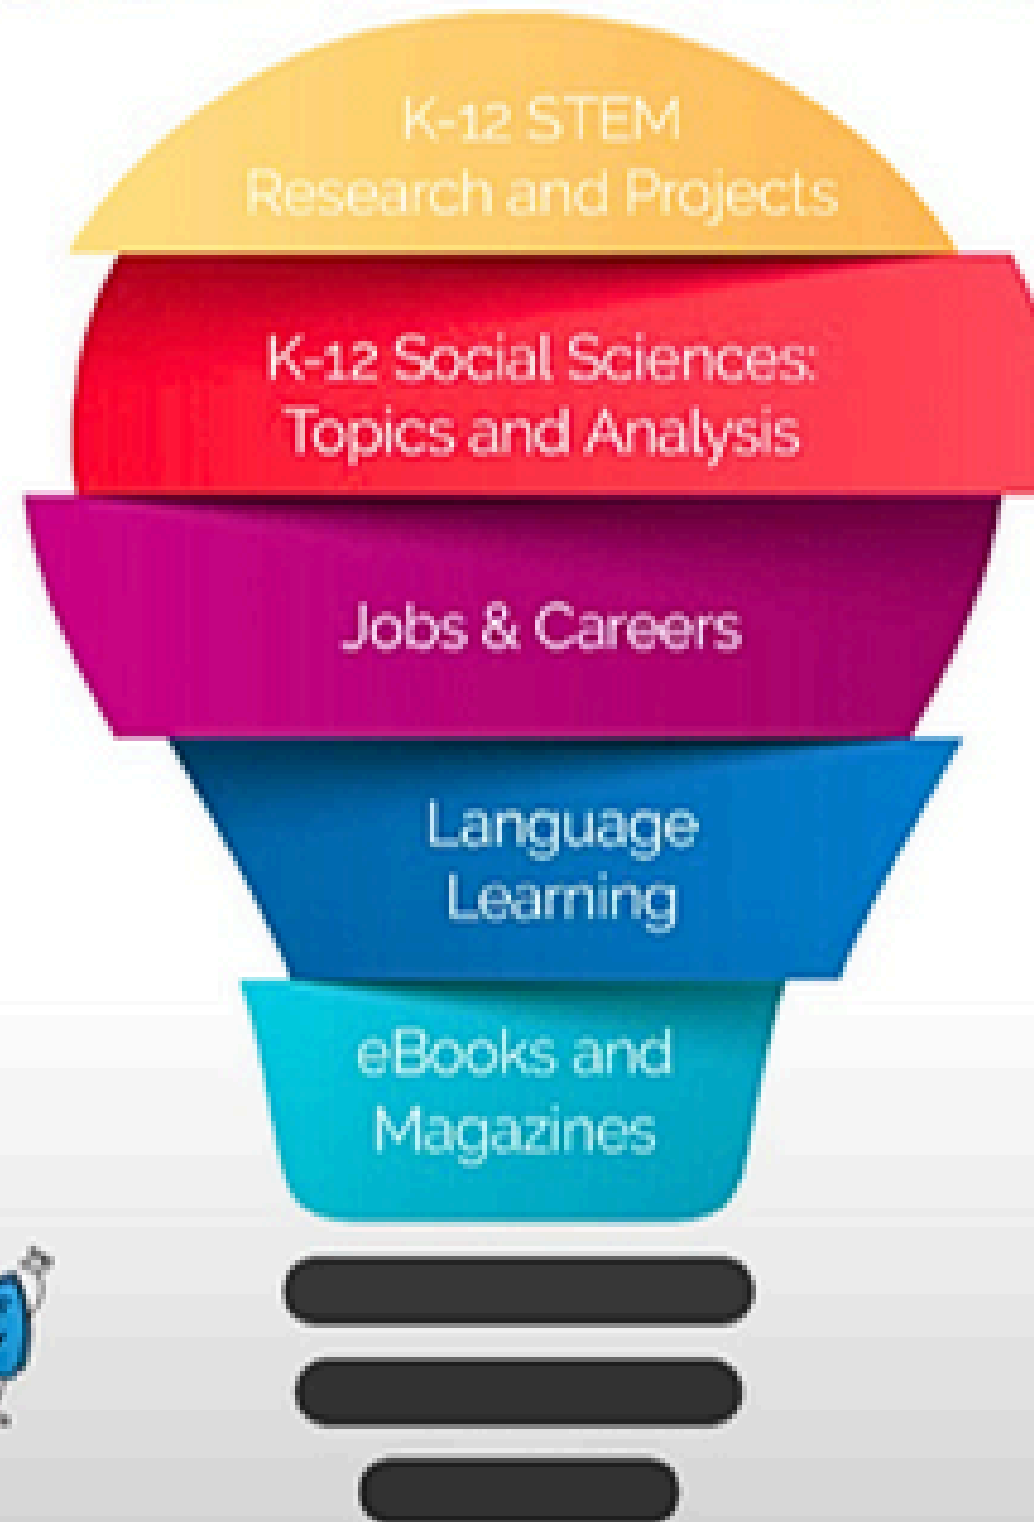 K-12 STEM
Research and Projects
K-12 Social Sciences:
Topics and Analysis
Jobs & Careers
Language
Learning
eBooks and
Magazines